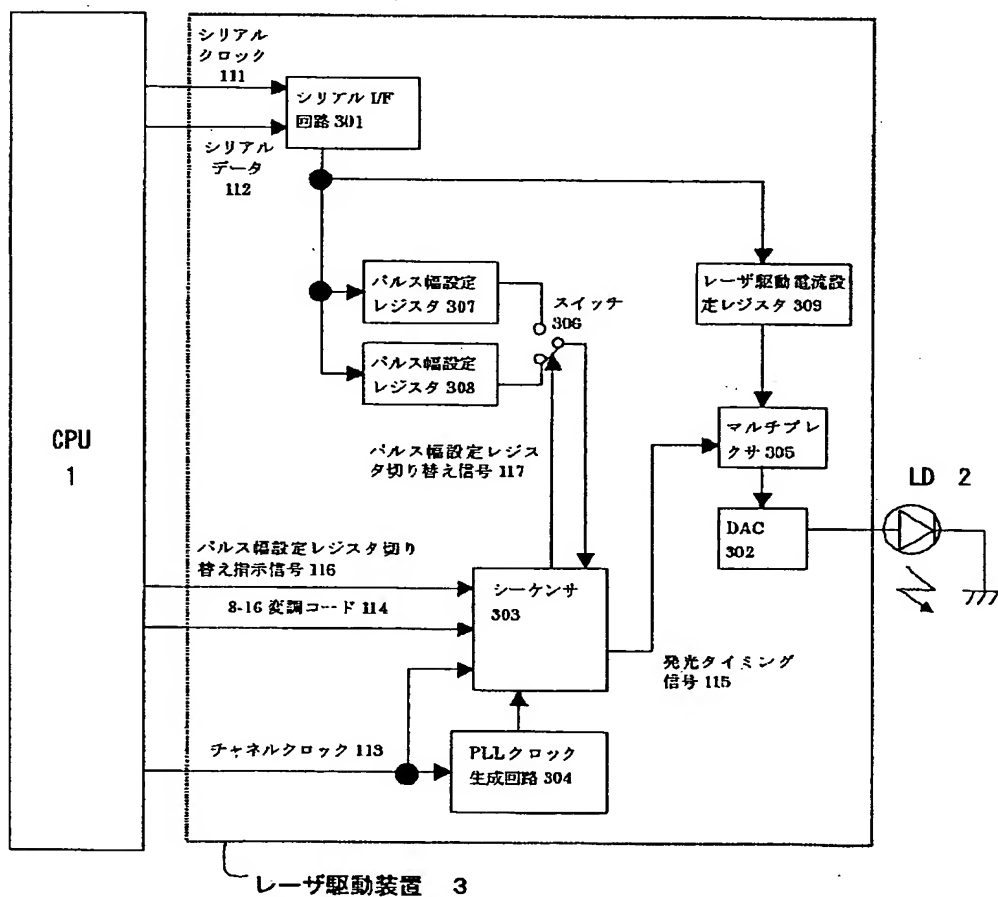 シリアル
クロック
111
シリアル I/F
回路 301
シリアル
データ
112
パルス幅設定
レジスタ 307
スイッチ
306
レーザ駆動電流設
定レジスタ 309
パルス幅設定
レジスタ 308
CPU
1
パルス幅設定レジス
タ切り替え信号 117
マルチプレ
クサ 305
LD 2
DAC
302
パルス幅設定レジスタ切り
替え指示信号 116
シーケンサ
303
8-16 変調コード 114
発光タイミング
信号 115
チャネルクロック 113
PLLクロック
生成回路 304
レーザ駆動装置 3